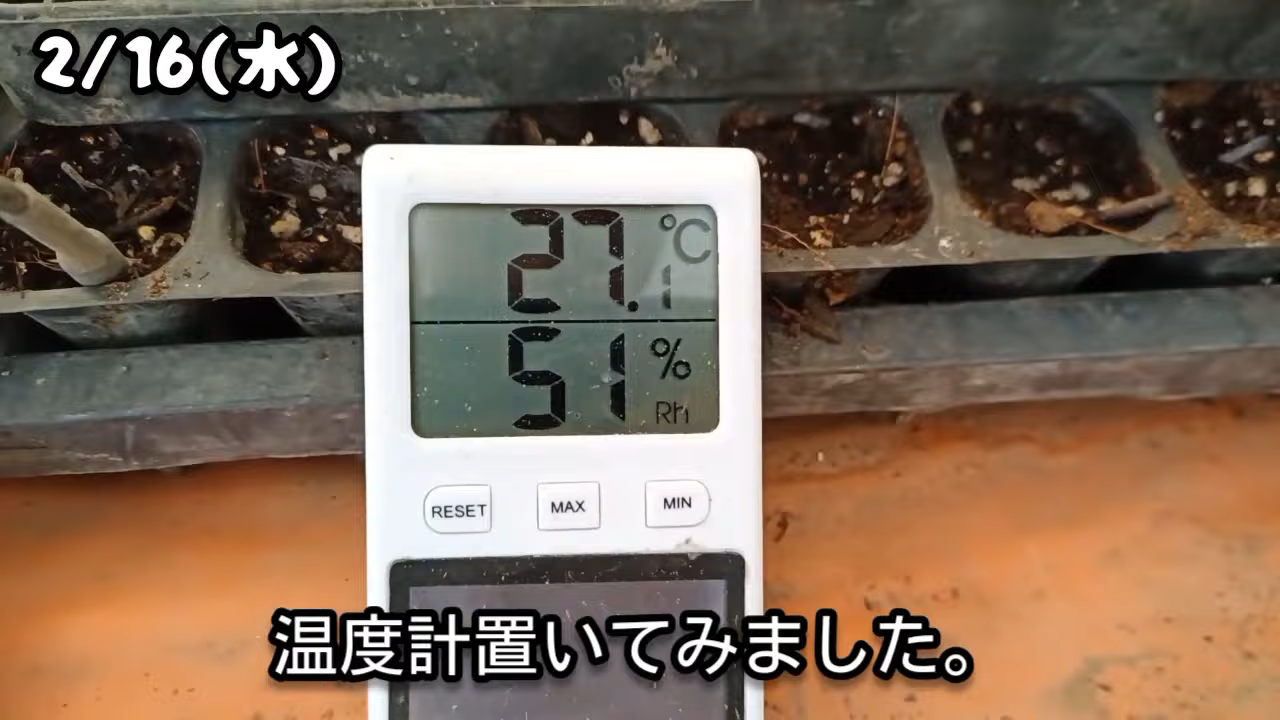 2/16(水)
27.1 ℃
51 %
Rh
RESET MAX MIN
温度計置いてみました。